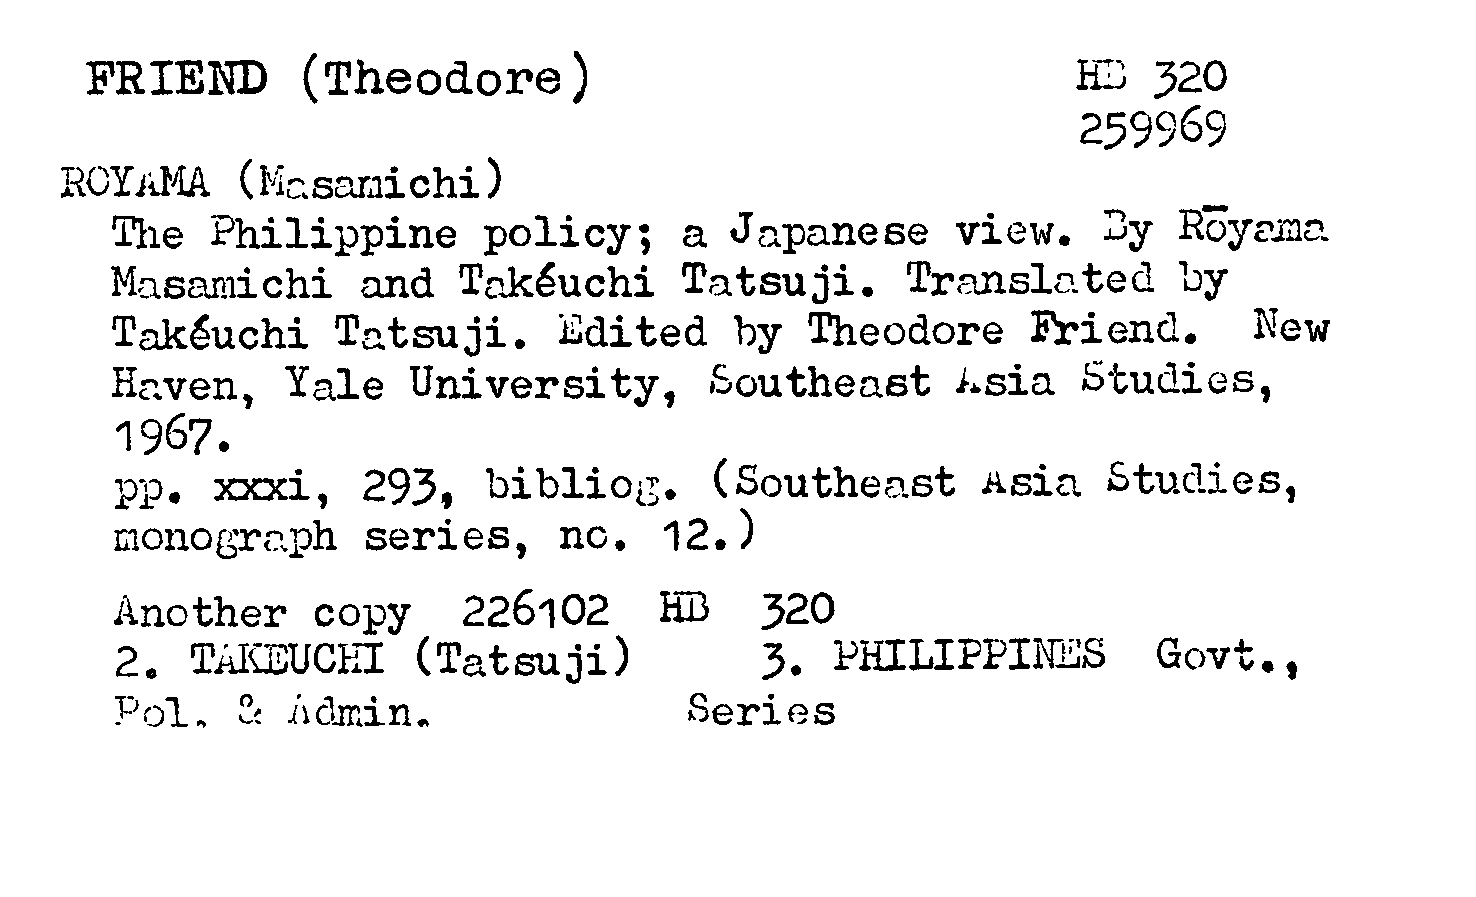 FRIEND (Theodore) HB 320
259969
ROYAMA (Masamichi)
The Philippine policy; a Japanese view. By Rōyama
Masamichi and Takéuchi Tatsuji. Translated by
Takéuchi Tatsuji. Edited by Theodore Friend. New
Haven, Yale University, Southeast Asia Studies,
1967.
pp. xxxi, 293, bibliog. (Southeast Asia Studies,
monograph series, no. 12.)
Another copy 226102 HB 320
2. TAKEUCHI (Tatsuji) 3. PHILIPPINES Govt.,
Pol. & Admin. Series